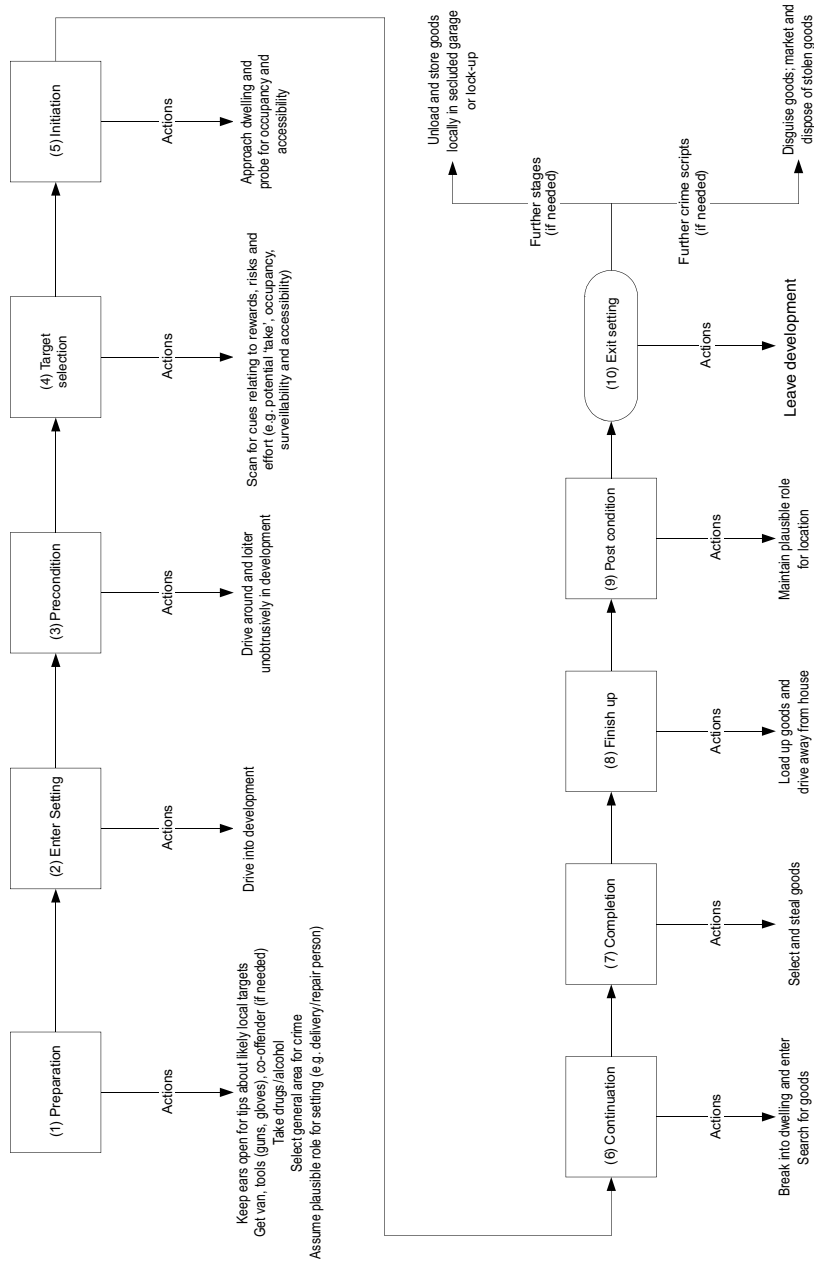 (1) Preparation
Actions
Keep ears open for tips about likely local targets
Get van, tools (guns, gloves), co-offender (if needed)
Take drugs/alcohol
Select general area for crime
Assume plausible role for setting (e.g. delivery/repair person)
(2) Enter Setting
Actions
Drive into development
(3) Precondition
Actions
Drive around and loiter
unobtrusively in development
(4) Target
selection
Actions
Scan for cues relating to rewards, risks and
effort (e.g. potential ‘take’, occupancy,
surveillability and accessibility)
(5) Initiation
Actions
Approach dwelling and
probe for occupancy and
accessibility
(6) Continuation
Actions
Break into dwelling and enter
Search for goods
(7) Completion
Actions
Select and steal goods
(8) Finish up
Actions
Load up goods and
drive away from house
(9) Post condition
Actions
Maintain plausible role
for location
(10) Exit setting
Actions
Leave development
Further stages
(if needed)
Unload and store goods
locally in secluded garage
or lock-up
Further crime scripts
(if needed)
Disguise goods; market and
dispose of stolen goods